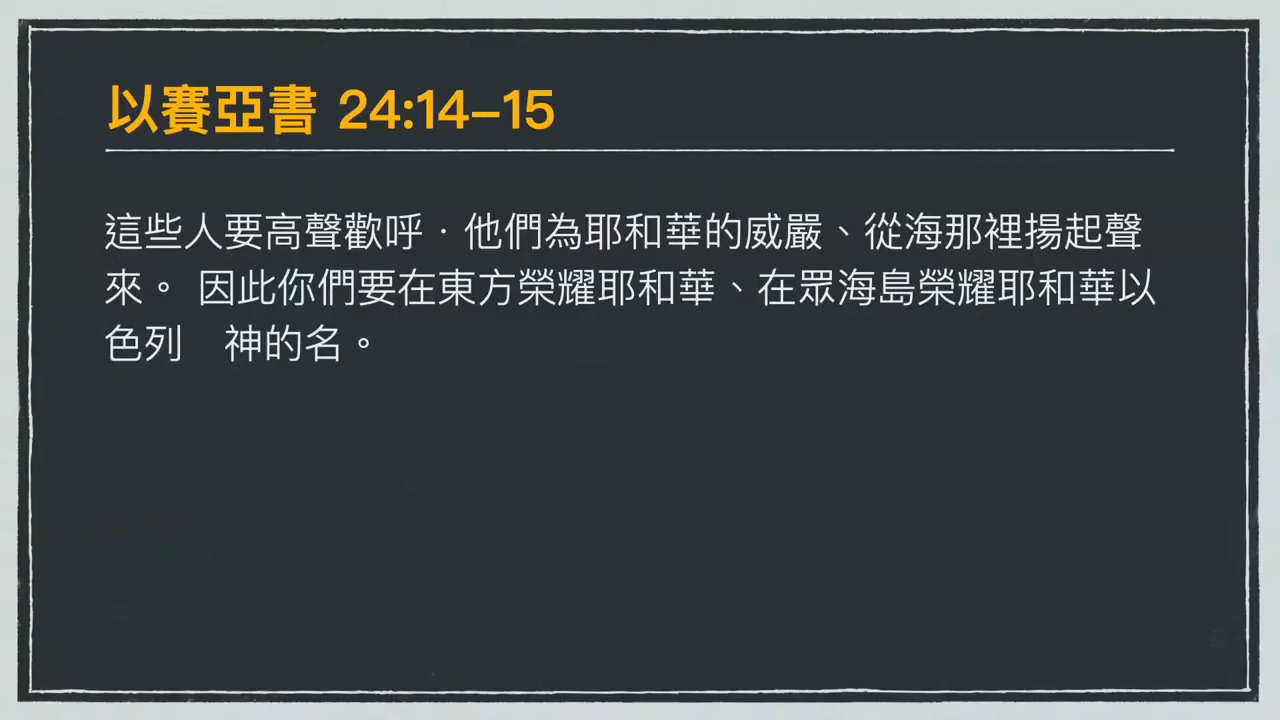 以賽亞書 24:14–15
這些人要高聲歡呼．他們為耶和華的威嚴、從海那裡揚起聲
來。 因此你們要在東方榮耀耶和華、在眾海島榮耀耶和華以
色列　神的名。